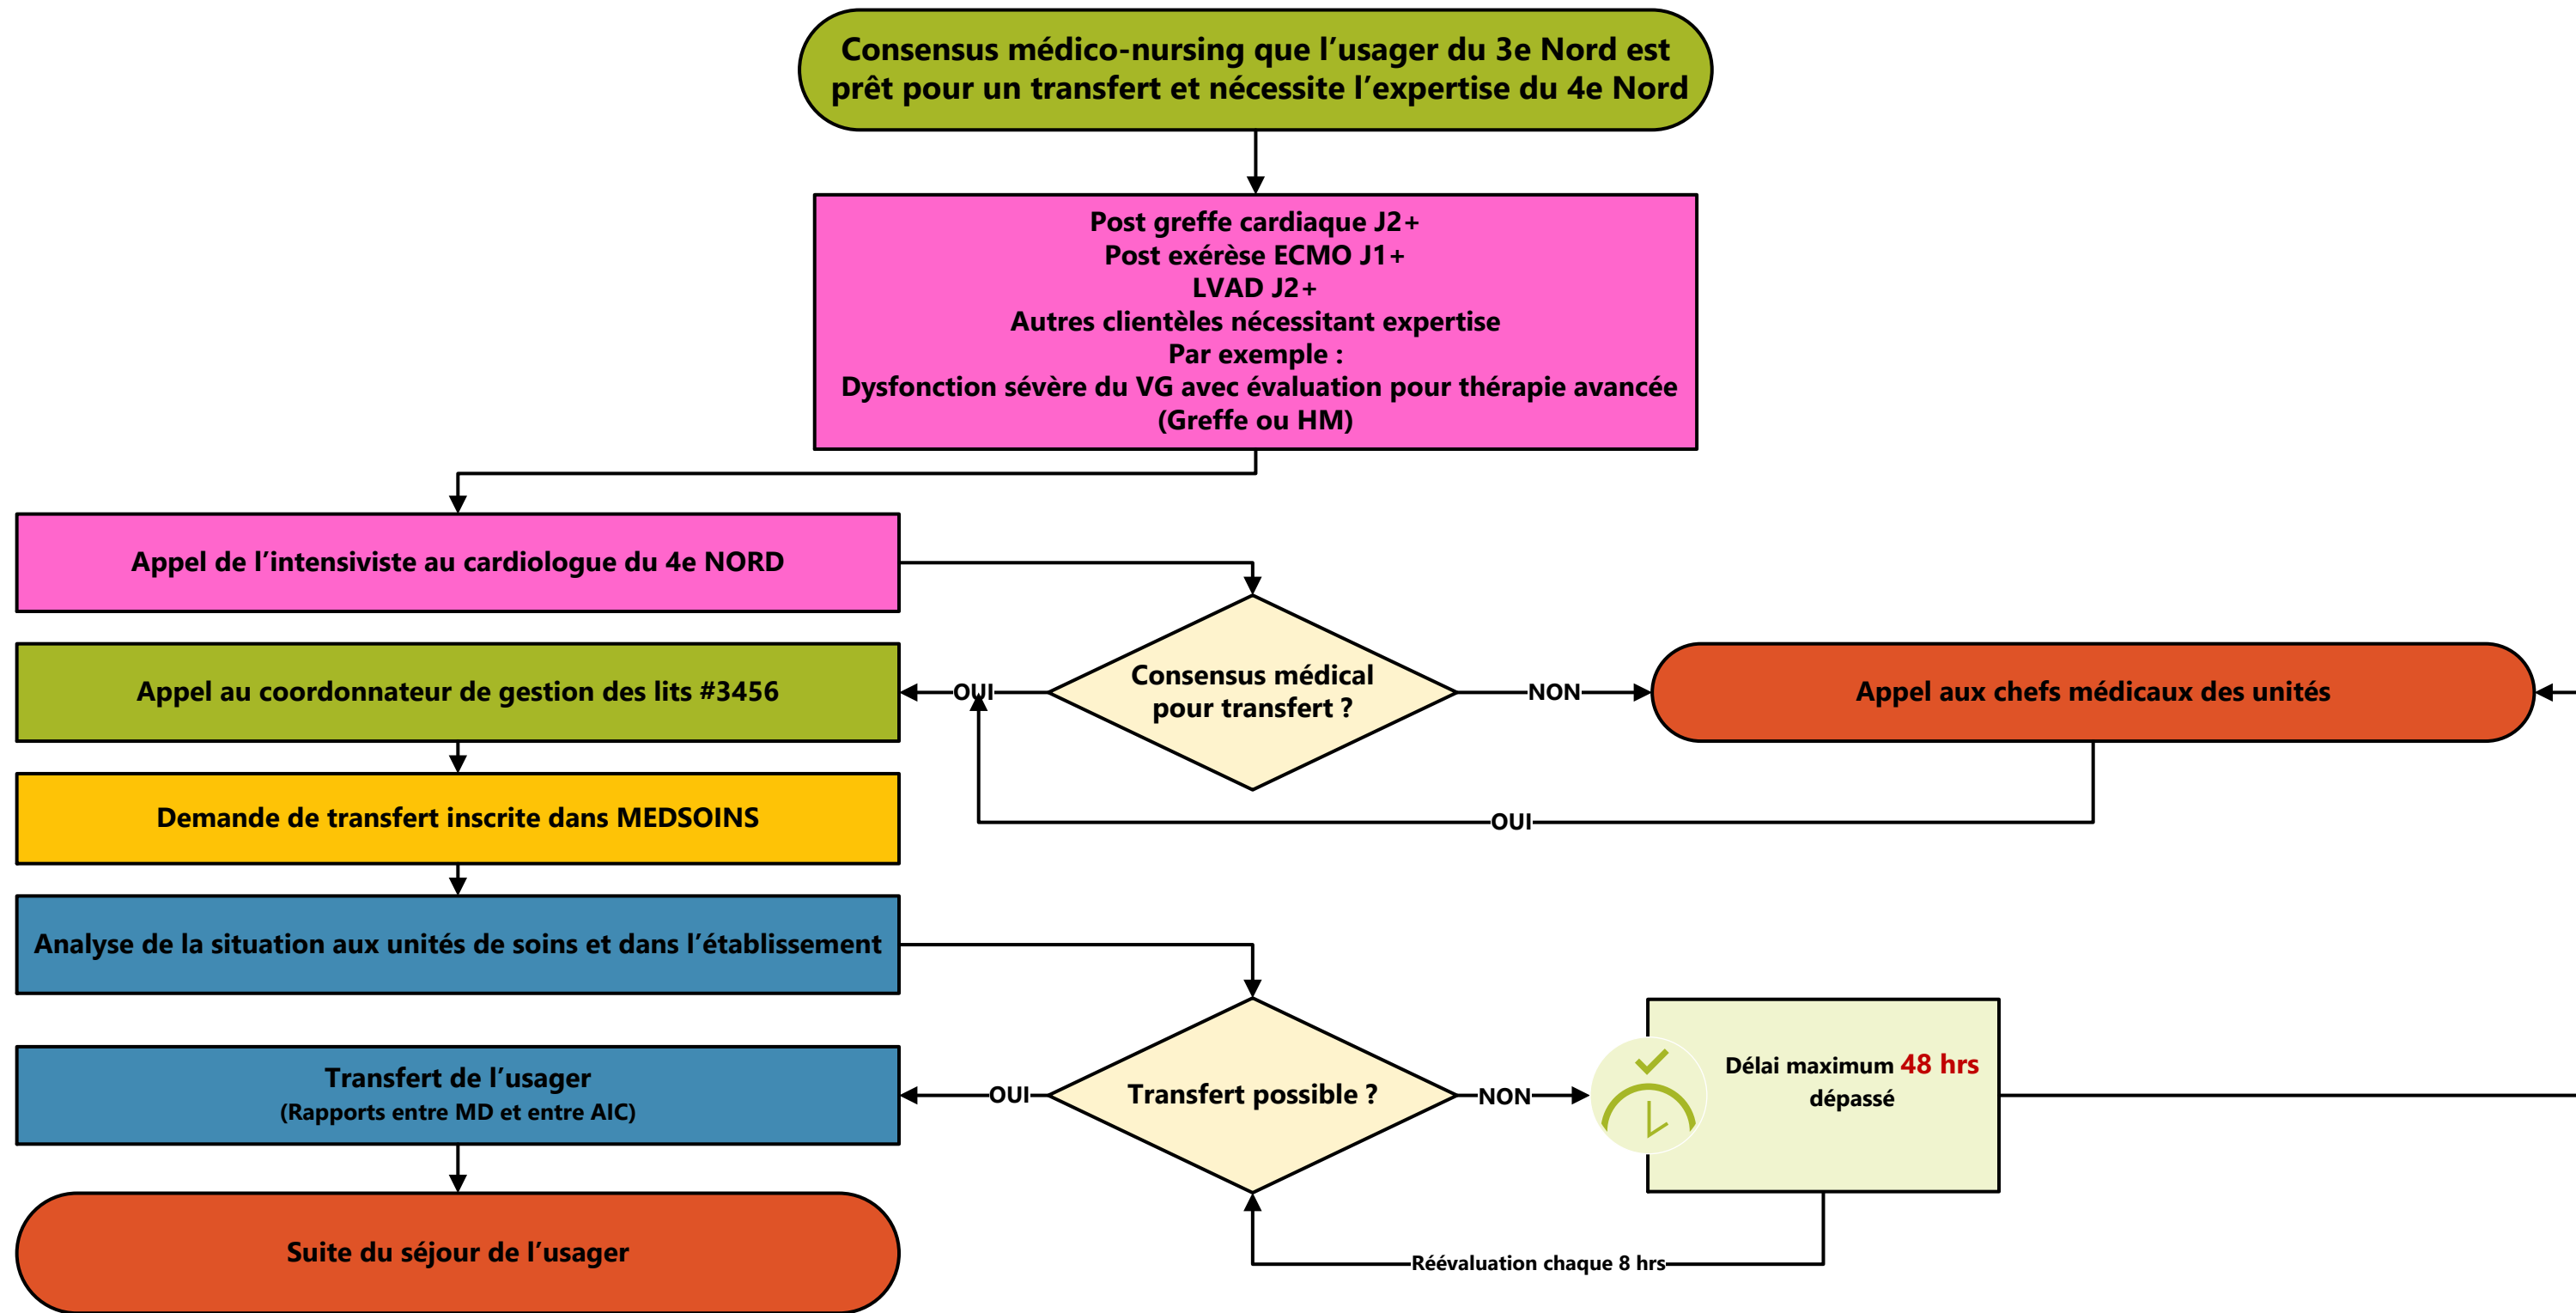 Consensus médico-nursing que l’usager du 3e Nord est
prêt pour un transfert et nécessite l’expertise du 4e Nord
Post greffe cardiaque J2+
Post exérèse ECMO J1+
LVAD J2+
Autres clientèles nécessitant expertise
Par exemple :
Dysfonction sévère du VG avec évaluation pour thérapie avancée
(Greffe ou HM)
Appel de l’intensiviste au cardiologue du 4e NORD
Consensus médical
pour transfert ?
OUI
NON
Appel au coordonnateur de gestion des lits #3456
Appel aux chefs médicaux des unités
OUI
Demande de transfert inscrite dans MEDSOINS
Analyse de la situation aux unités de soins et dans l’établissement
Transfert possible ?
OUI
NON
Transfert de l’usager
(Rapports entre MD et entre AIC)
Délai maximum 48 hrs
dépassé
Réévaluation chaque 8 hrs
Suite du séjour de l’usager